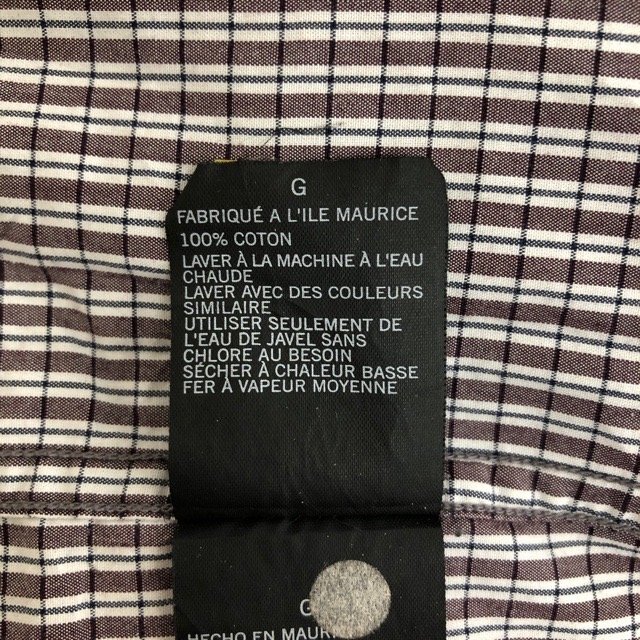 G
FABRIQUÉ A L'ILE MAURICE
100% COTON
LAVER À LA MACHINE À L'EAU
CHAUDE
LAVER AVEC DES COULEURS
SIMILAIRE
UTILISER SEULEMENT DE
L'EAU DE JAVEL SANS
CHLORE AU BESOIN
SÉCHER À CHALEUR BASSE
FER À VAPEUR MOYENNE
G
HECHO EN